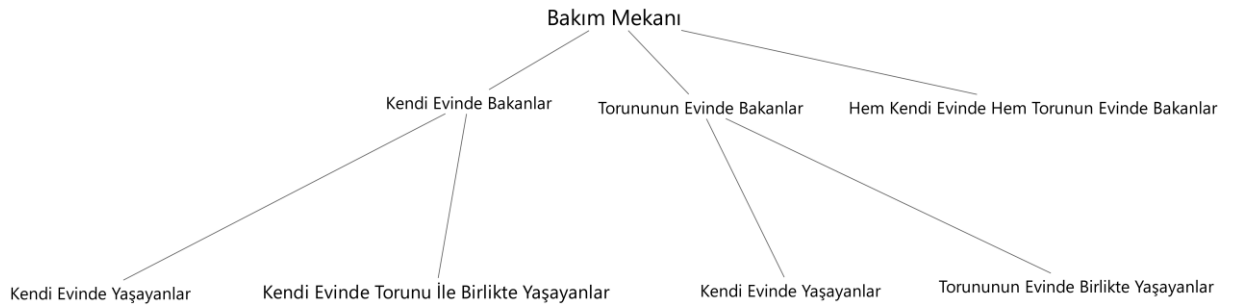 Bakım Mekanı
Kendi Evinde Bakanlar
Torununun Evinde Bakanlar
Hem Kendi Evinde Hem Torunun Evinde Bakanlar
Kendi Evinde Yaşayanlar
Kendi Evinde Torunu İle Birlikte Yaşayanlar
Kendi Evinde Yaşayanlar
Torununun Evinde Birlikte Yaşayanlar